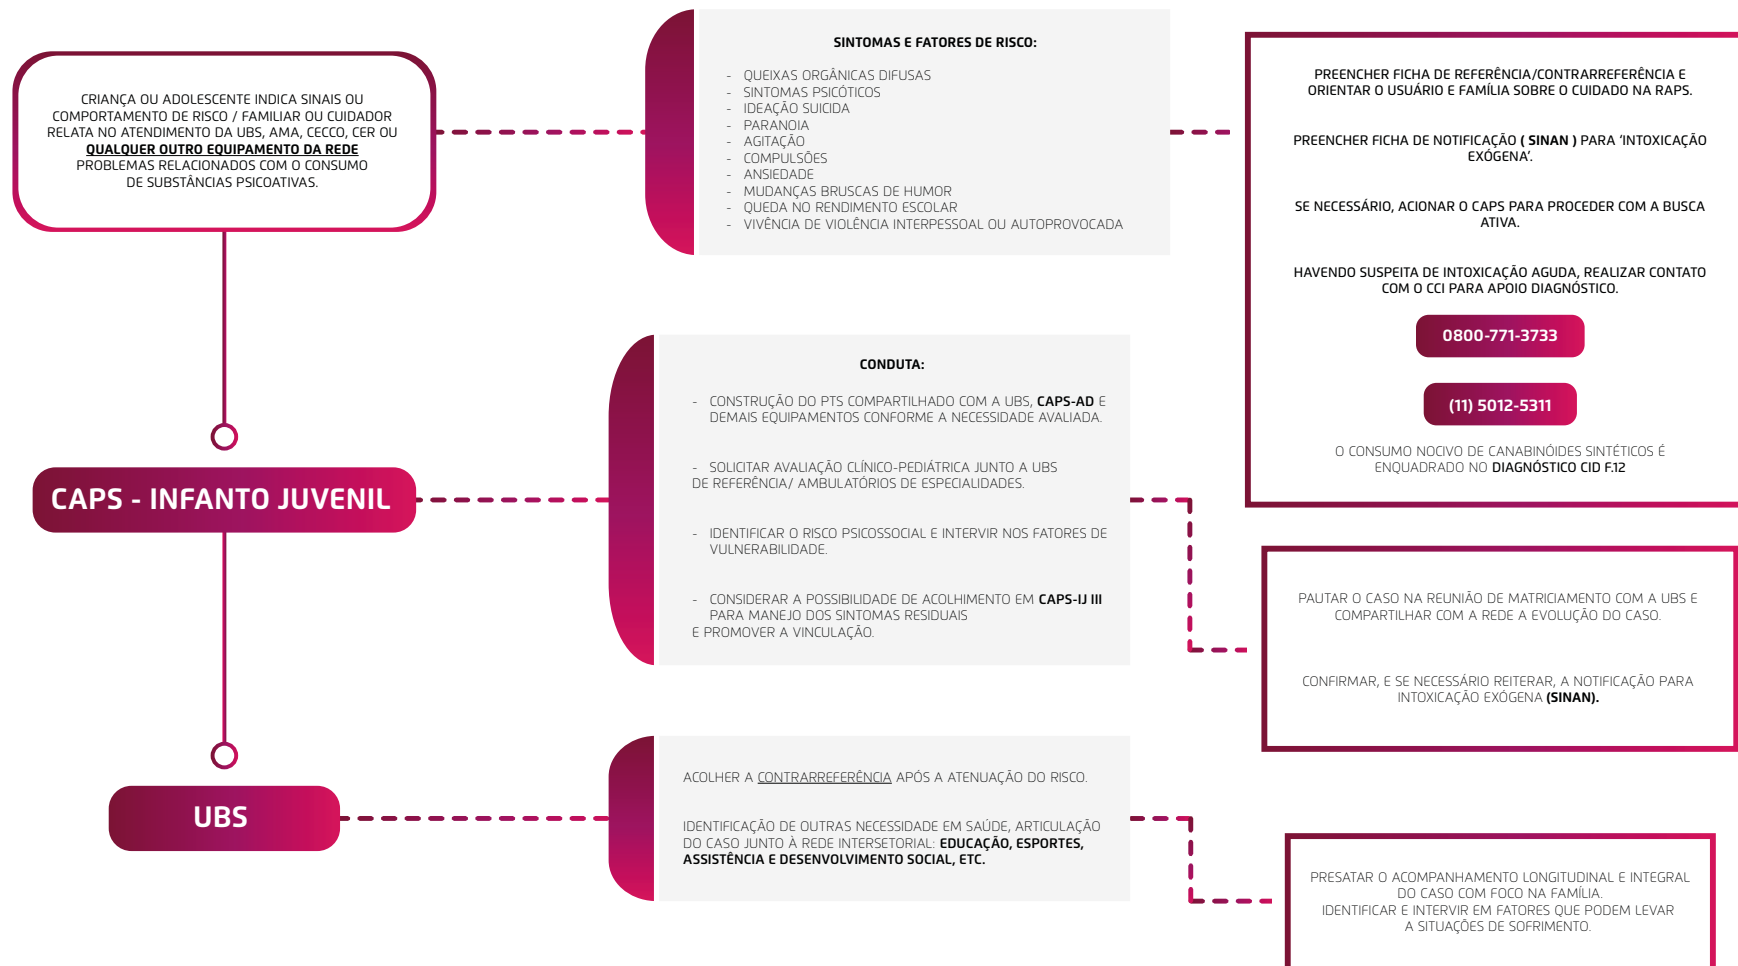 CRIANÇA OU ADOLESCENTE INDICA SINAIS OU
COMPORTAMENTO DE RISCO / FAMILIAR OU CUIDADOR
RELATA NO ATENDIMENTO DA UBS, AMA, CECCO, CER OU
QUALQUER OUTRO EQUIPAMENTO DA REDE
PROBLEMAS RELACIONADOS COM O CONSUMO
DE SUBSTÂNCIAS PSICOATIVAS.
SINTOMAS E FATORES DE RISCO:
- QUEIXAS ORGÂNICAS DIFUSAS
- SINTOMAS PSICÓTICOS
- IDEAÇÃO SUICIDA
- PARANOIA
- AGITAÇÃO
- COMPULSÕES
- ANSIEDADE
- MUDANÇAS BRUSCAS DE HUMOR
- QUEDA NO RENDIMENTO ESCOLAR
- VIVÊNCIA DE VIOLÊNCIA INTERPESSOAL OU AUTOPROVOCADA
PREENCHER FICHA DE REFERÊNCIA/CONTRARREFERÊNCIA E
ORIENTAR O USUÁRIO E FAMÍLIA SOBRE O CUIDADO NA RAPS.
PREENCHER FICHA DE NOTIFICAÇÃO ( SINAN ) PARA ‘INTOXICAÇÃO
EXÓGENA’.
SE NECESSÁRIO, ACIONAR O CAPS PARA PROCEDER COM A BUSCA
ATIVA.
HAVENDO SUSPEITA DE INTOXICAÇÃO AGUDA, REALIZAR CONTATO
COM O CCI PARA APOIO DIAGNÓSTICO.
0800-771-3733
(11) 5012-5311
O CONSUMO NOCIVO DE CANABINÓIDES SINTÉTICOS É
ENQUADRADO NO DIAGNÓSTICO CID F.12
CAPS - INFANTO JUVENIL
CONDUTA:
- CONSTRUÇÃO DO PTS COMPARTILHADO COM A UBS, CAPS-AD E
DEMAIS EQUIPAMENTOS CONFORME A NECESSIDADE AVALIADA.
- SOLICITAR AVALIAÇÃO CLÍNICO-PEDIÁTRICA JUNTO A UBS
DE REFERÊNCIA/ AMBULATÓRIOS DE ESPECIALIDADES.
- IDENTIFICAR O RISCO PSICOSSOCIAL E INTERVIR NOS FATORES DE
VULNERABILIDADE.
- CONSIDERAR A POSSIBILIDADE DE ACOLHIMENTO EM CAPS-IJ III
PARA MANEJO DOS SINTOMAS RESIDUAIS
E PROMOVER A VINCULAÇÃO.
PAUTAR O CASO NA REUNIÃO DE MATRICIAMENTO COM A UBS E
COMPARTILHAR COM A REDE A EVOLUÇÃO DO CASO.
CONFIRMAR, E SE NECESSÁRIO REITERAR, A NOTIFICAÇÃO PARA
INTOXICAÇÃO EXÓGENA (SINAN).
UBS
ACOLHER A CONTRARREFERÊNCIA APÓS A ATENUAÇÃO DO RISCO.
IDENTIFICAÇÃO DE OUTRAS NECESSIDADE EM SAÚDE, ARTICULAÇÃO
DO CASO JUNTO À REDE INTERSETORIAL: EDUCAÇÃO, ESPORTES,
ASSISTÊNCIA E DESENVOLVIMENTO SOCIAL, ETC.
PRESATAR O ACOMPANHAMENTO LONGITUDINAL E INTEGRAL
DO CASO COM FOCO NA FAMÍLIA.
IDENTIFICAR E INTERVIR EM FATORES QUE PODEM LEVAR
A SITUAÇÕES DE SOFRIMENTO.